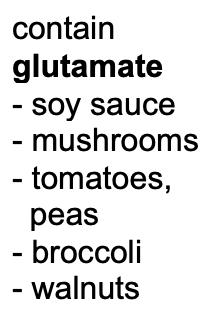 contain
glutamate
- soy sauce
- mushrooms
- tomatoes,
peas
- broccoli
- walnuts